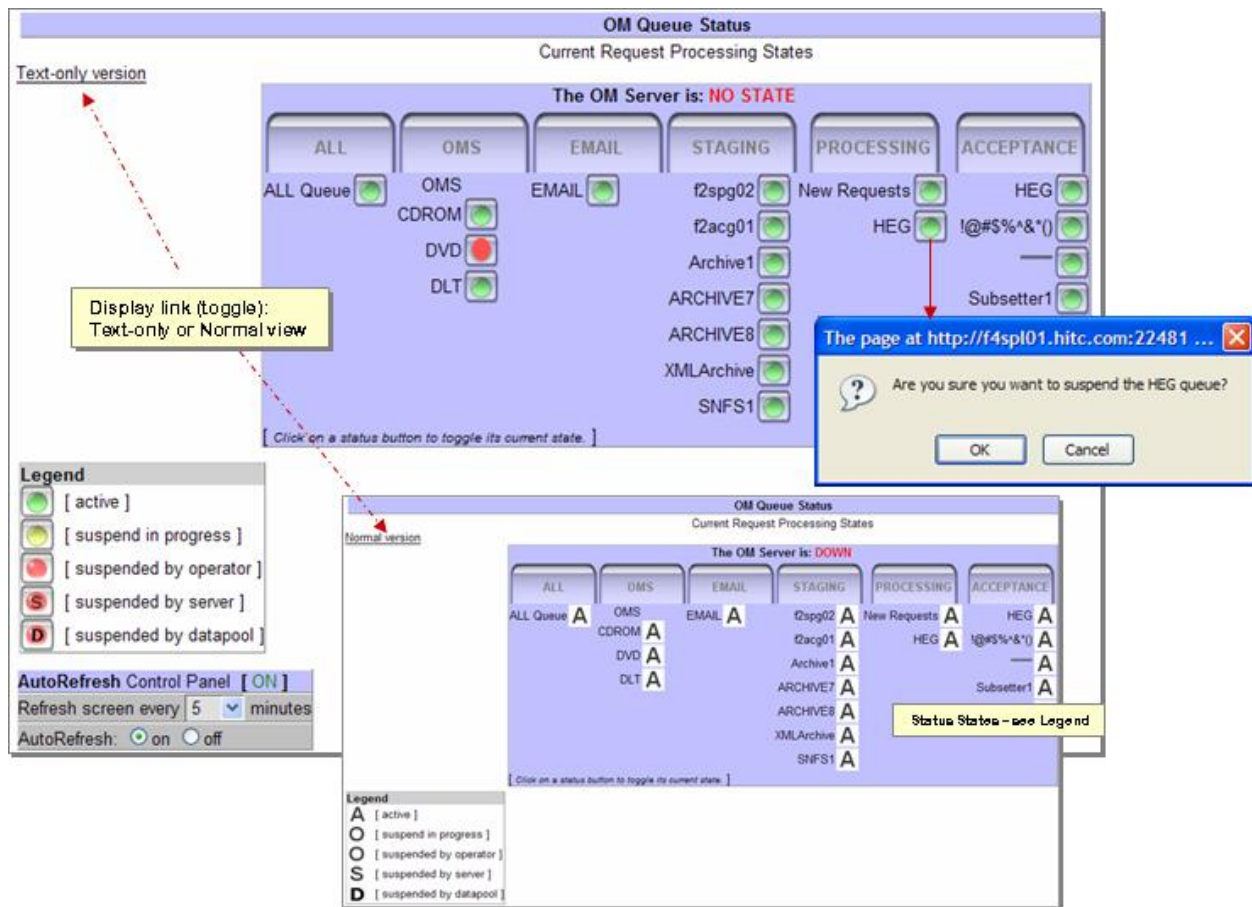 OM Queue Status
Current Request Processing States
Text-only version
The OM Server is: NO STATE
ALL OMS EMAIL STAGING PROCESSING ACCEPTANCE
ALL Queue
OMS
CDROM
DVD
DLT
EMAIL
f2spg02
f2acg01
Archive1
ARCHIVE7
ARCHIVE8
XMLArchive
SNFS1
New Requests
HEG
HEG
!@#$%^&*()
Subsetter1
[ Click on a status button to toggle its current state. ]
Display link (toggle):
Text-only or Normal view
The page at http://f4spl01.hitc.com:22481 ...
Are you sure you want to suspend the HEG queue?
OK Cancel
Legend
[ active ]
[ suspend in progress ]
[ suspended by operator ]
S [ suspended by server ]
D [ suspended by datapool ]
AutoRefresh Control Panel [ ON ]
Refresh screen every 5 minutes
AutoRefresh: on off
OM Queue Status
Current Request Processing States
Normal version
The OM Server is: DOWN
ALL OMS EMAIL STAGING PROCESSING ACCEPTANCE
ALL Queue A
OMS
CDROM A
DVD A
DLT A
EMAIL A
f2spg02 A
f2acg01 A
Archive1 A
ARCHIVE7 A
ARCHIVE8 A
XMLArchive A
SNFS1 A
New Requests A
HEG A
HEG A
!@#$%^&*() A
A
Subsetter1 A
Status States – see Legend
[ Click on a status button to toggle its current state. ]
Legend
A [ active ]
O [ suspend in progress ]
O [ suspended by operator ]
S [ suspended by server ]
D [ suspended by datapool ]